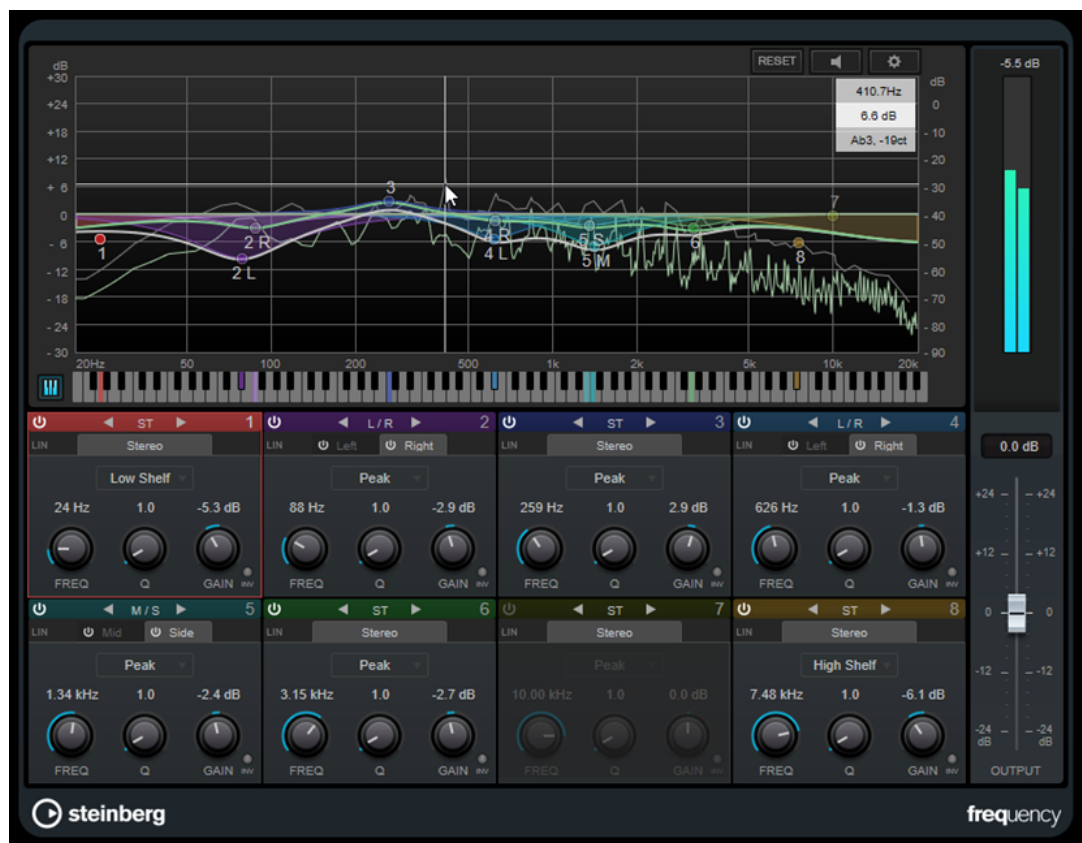 RESET
-5.5 dB
dB
+30
+24
+18
+12
+ 6
0
- 6
- 12
- 18
- 24
- 30
410.7Hz
6.6 dB
Ab3, -19ct
dB
0
- 10
- 20
- 30
- 40
- 50
- 60
- 70
- 80
- 90
1
2 R
2 L
3
4 R
4 L
5 S
5 M
6
7
8
20Hz 50 100 200 500 1k 2k 5k 10k 20k
ST 1
LIN Stereo
Low Shelf
24 Hz 1.0 -5.3 dB
FREQ Q GAIN INV
L/R 2
LIN Left Right
Peak
88 Hz 1.0 -2.9 dB
FREQ Q GAIN INV
ST 3
LIN Stereo
Peak
259 Hz 1.0 2.9 dB
FREQ Q GAIN INV
L/R 4
LIN Left Right
Peak
626 Hz 1.0 -1.3 dB
FREQ Q GAIN INV
M/S 5
LIN Mid Side
Peak
1.34 kHz 1.0 -2.4 dB
FREQ Q GAIN INV
ST 6
LIN Stereo
Peak
3.15 kHz 1.0 -2.7 dB
FREQ Q GAIN INV
ST 7
LIN Stereo
Peak
10.00 kHz 1.0 0.0 dB
FREQ Q GAIN INV
ST 8
LIN Stereo
High Shelf
7.48 kHz 1.0 -6.1 dB
FREQ Q GAIN INV
0.0 dB
+24 +24
+12 +12
0 0
-12 -12
-24 -24
dB dB
OUTPUT
steinberg
frequency